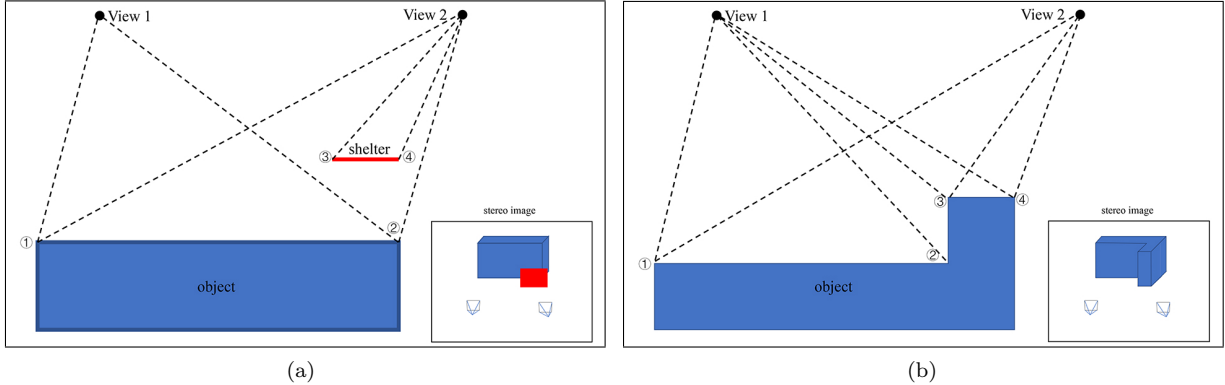 View 1
View 2
shelter
③
④
①
②
object
stereo image
(a)
View 1
View 2
③
④
①
②
object
stereo image
(b)